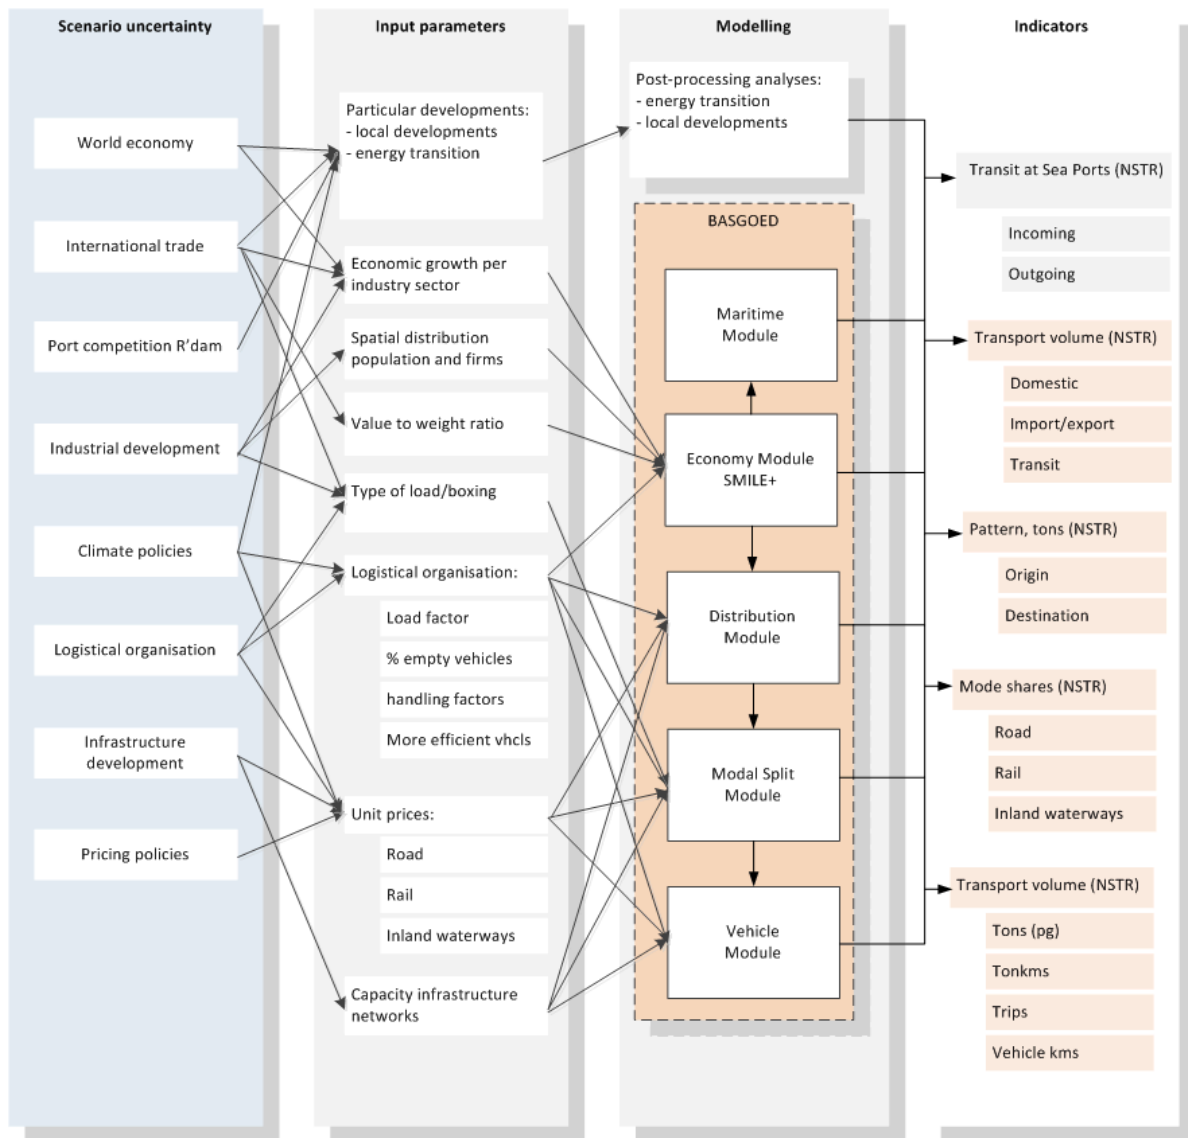 Scenario uncertainty
World economy
International trade
Port competition R'dam
Industrial development
Climate policies
Logistical organisation
Infrastructure
development
Pricing policies
Input parameters
Particular developments:
- local developments
- energy transition
Economic growth per
industry sector
Spatial distribution
population and firms
Value to weight ratio
Type of load/boxing
Logistical organisation:
Load factor
% empty vehicles
handling factors
More efficient vhcls
Unit prices:
Road
Rail
Inland waterways
Capacity infrastructure
networks
Modelling
Post-processing analyses:
- energy transition
- local developments
BASGOED
Maritime
Module
Economy Module
SMILE+
Distribution
Module
Modal Split
Module
Vehicle
Module
Indicators
Transit at Sea Ports (NSTR)
Incoming
Outgoing
Transport volume (NSTR)
Domestic
Import/export
Transit
Pattern, tons (NSTR)
Origin
Destination
Mode shares (NSTR)
Road
Rail
Inland waterways
Transport volume (NSTR)
Tons (pg)
Tonkms
Trips
Vehicle kms